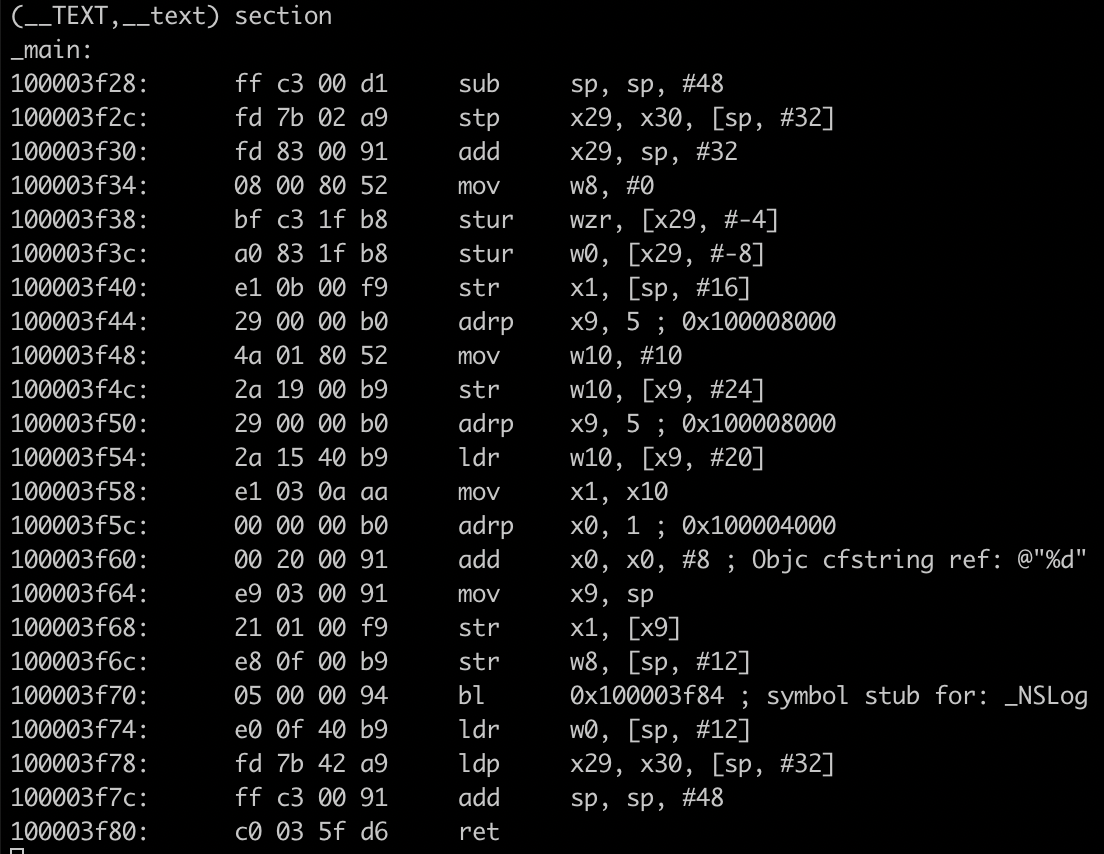 (__TEXT,__text) section
_main:
100003f28: ff c3 00 d1 sub sp, sp, #48
100003f2c: fd 7b 02 a9 stp x29, x30, [sp, #32]
100003f30: fd 83 00 91 add x29, sp, #32
100003f34: 08 00 80 52 mov w8, #0
100003f38: bf c3 1f b8 stur wzr, [x29, #-4]
100003f3c: a0 83 1f b8 stur w0, [x29, #-8]
100003f40: e1 0b 00 f9 str x1, [sp, #16]
100003f44: 29 00 00 b0 adrp x9, 5 ; 0x100008000
100003f48: 4a 01 80 52 mov w10, #10
100003f4c: 2a 19 00 b9 str w10, [x9, #24]
100003f50: 29 00 00 b0 adrp x9, 5 ; 0x100008000
100003f54: 2a 15 40 b9 ldr w10, [x9, #20]
100003f58: e1 03 0a aa mov x1, x10
100003f5c: 00 00 00 b0 adrp x0, 1 ; 0x100004000
100003f60: 00 20 00 91 add x0, x0, #8 ; Objc cfstring ref: @"%d"
100003f64: e9 03 00 91 mov x9, sp
100003f68: 21 01 00 f9 str x1, [x9]
100003f6c: e8 0f 00 b9 str w8, [sp, #12]
100003f70: 05 00 00 94 bl 0x100003f84 ; symbol stub for: _NSLog
100003f74: e0 0f 40 b9 ldr w0, [sp, #12]
100003f78: fd 7b 42 a9 ldp x29, x30, [sp, #32]
100003f7c: ff c3 00 91 add sp, sp, #48
100003f80: c0 03 5f d6 ret